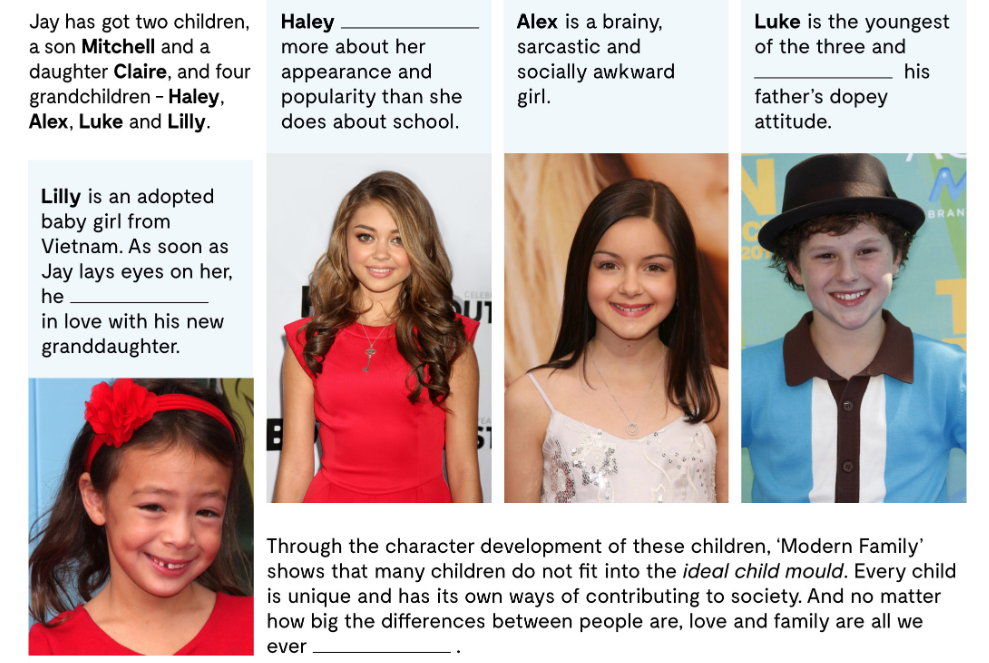 Jay has got two children,
a son Mitchell and a
daughter Claire, and four
grandchildren - Haley,
Alex, Luke and Lilly.
Lilly is an adopted
baby girl from
Vietnam. As soon as
Jay lays eyes on her,
he _______________
in love with his new
granddaughter.
Haley _______________
more about her
appearance and
popularity than she
does about school.
Alex is a brainy,
sarcastic and
socially awkward
girl.
Luke is the youngest
of the three and
_______________ his
father's dopey
attitude.
Through the character development of these children, 'Modern Family'
shows that many children do not fit into the ideal child mould. Every child
is unique and has its own ways of contributing to society. And no matter
how big the differences between people are, love and family are all we
ever _______________ .